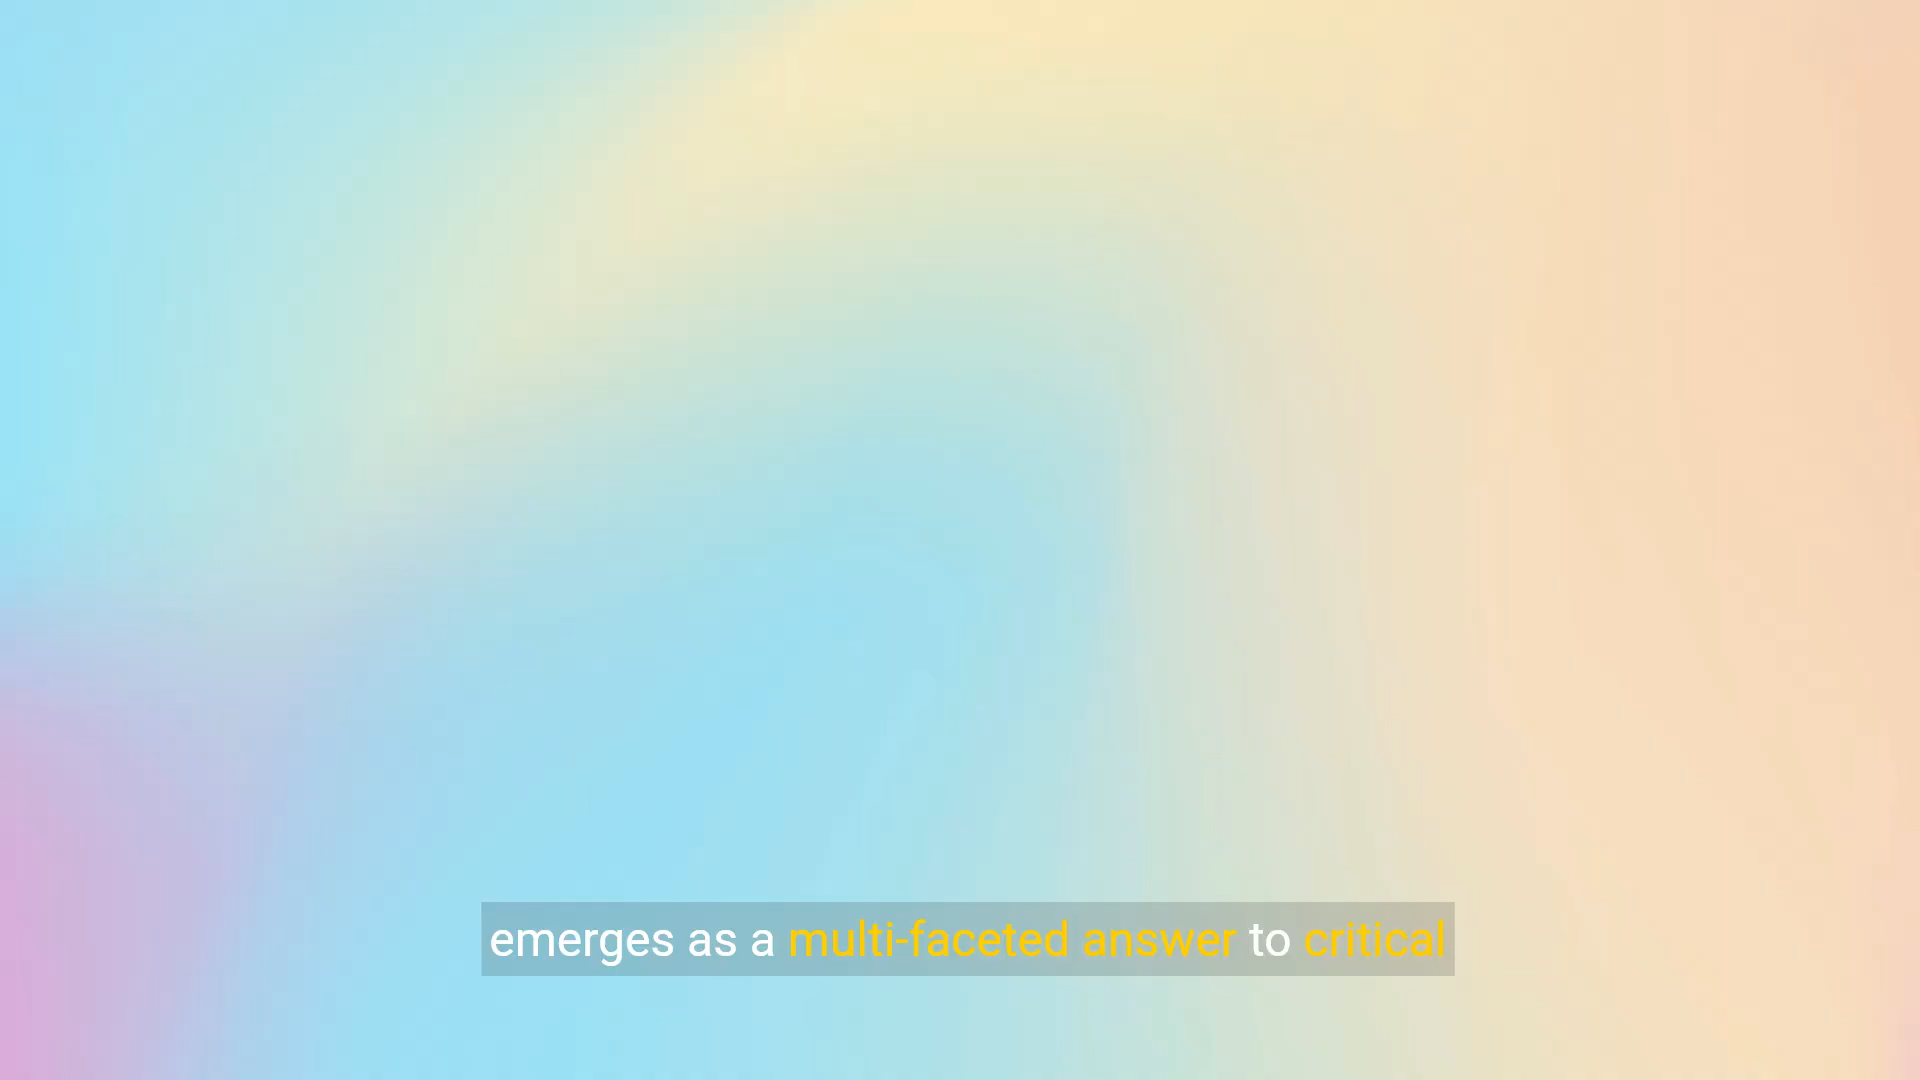 emerges as a multi-faceted answer to critical